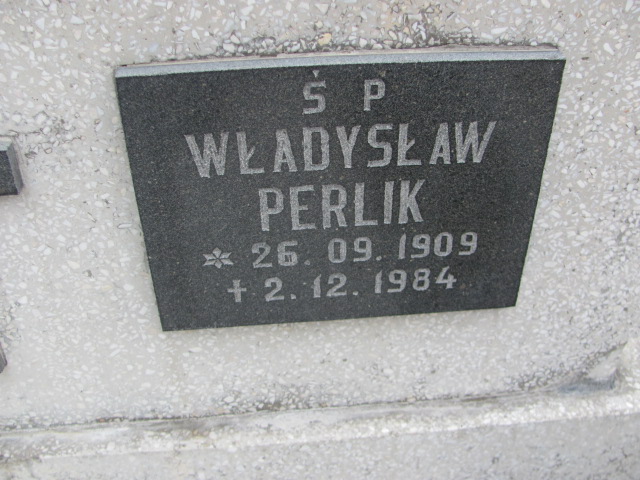 Ś P
WŁADYSŁAW
PERLIK
* 26. 09. 1909
† 2. 12. 1984